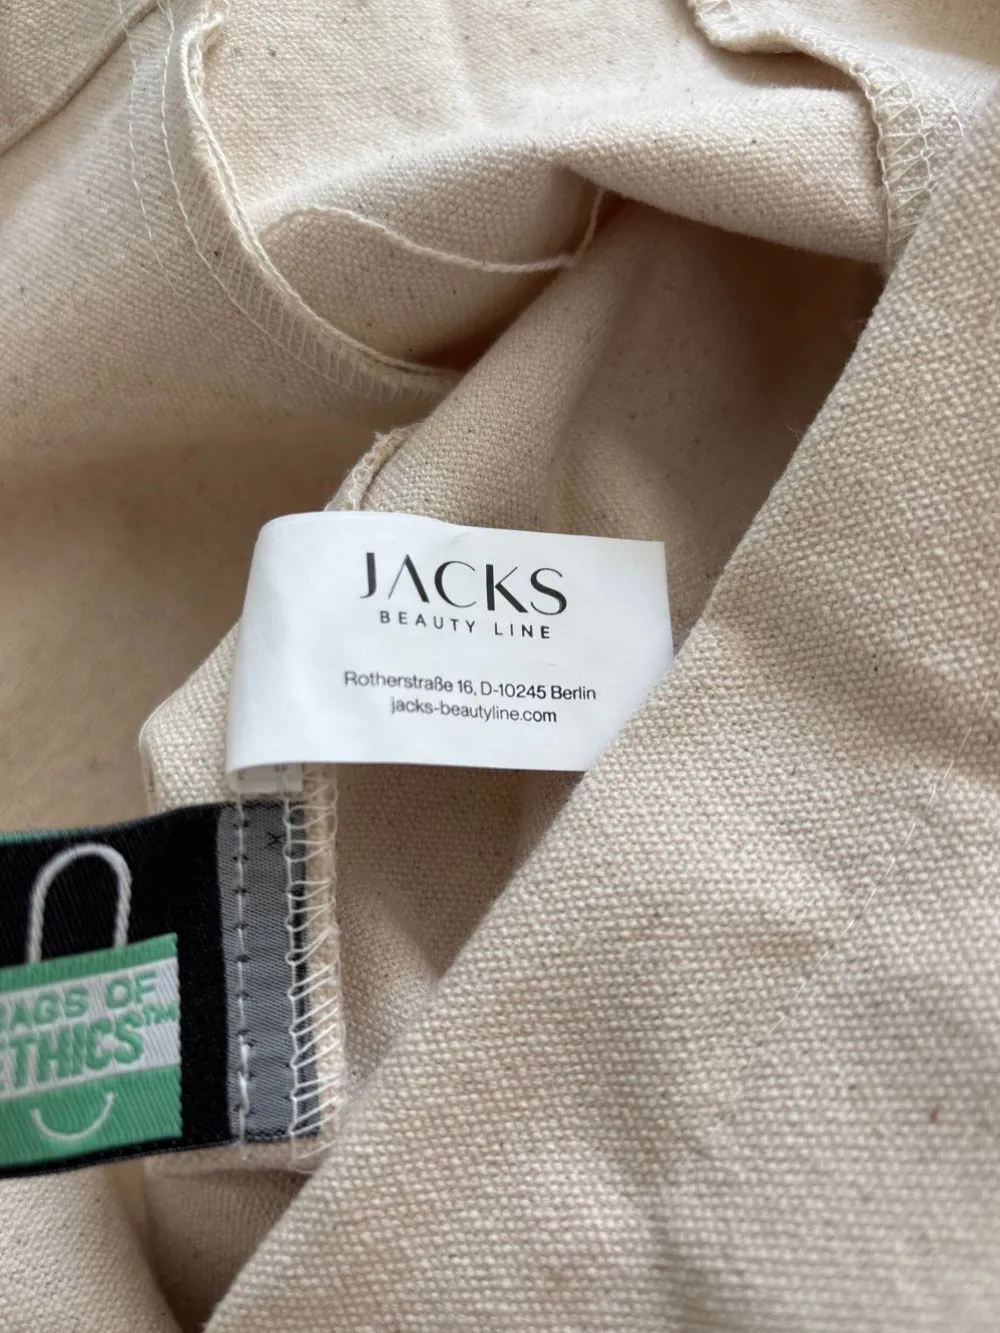 JACKS
BEAUTY LINE
Rotherstraße 16, D-10245 Berlin
jacks-beautyline.com
BAGS OF
ETHICS™